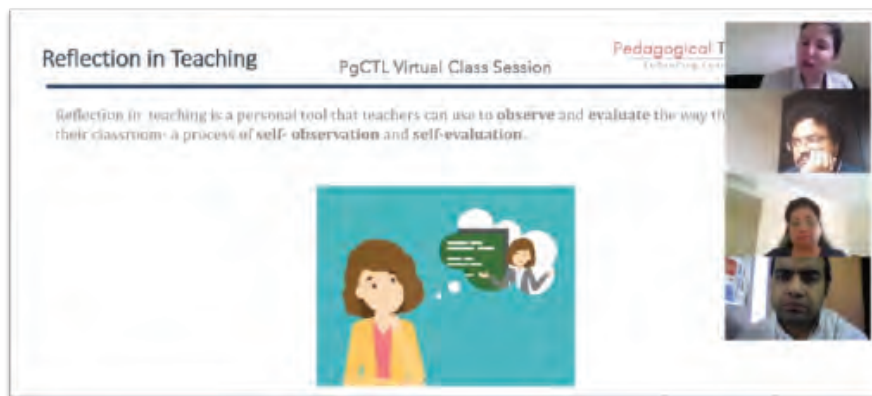 Reflection in Teaching
PgCTL Virtual Class Session
Pedagogical T
Reflection in teaching is a personal tool that teachers can use to observe and evaluate the way th
their classroom- a process of self- observation and self-evaluation.